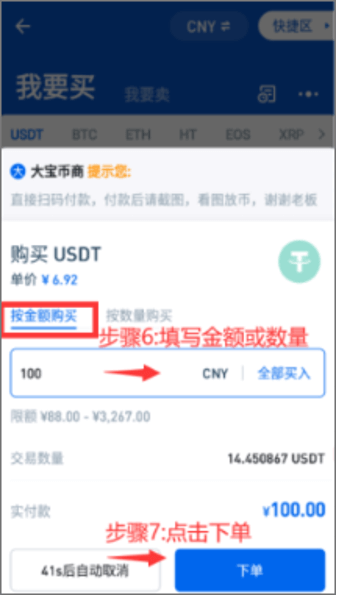 CNY ⇌ 快捷区
我要买 我要卖
USDT BTC ETH HT EOS XRP
大 大宝币商 提示您:
直接扫码付款，付款后请截图，看图放币，谢谢老板
购买 USDT
单价 ¥ 6.92
按金额购买 按数量购买
步骤6:填写金额或数量
100 CNY 全部买入
限额 ¥88.00 - ¥3,267.00
交易数量 14.450867 USDT
实付款 ¥100.00
步骤7:点击下单
41s后自动取消 下单